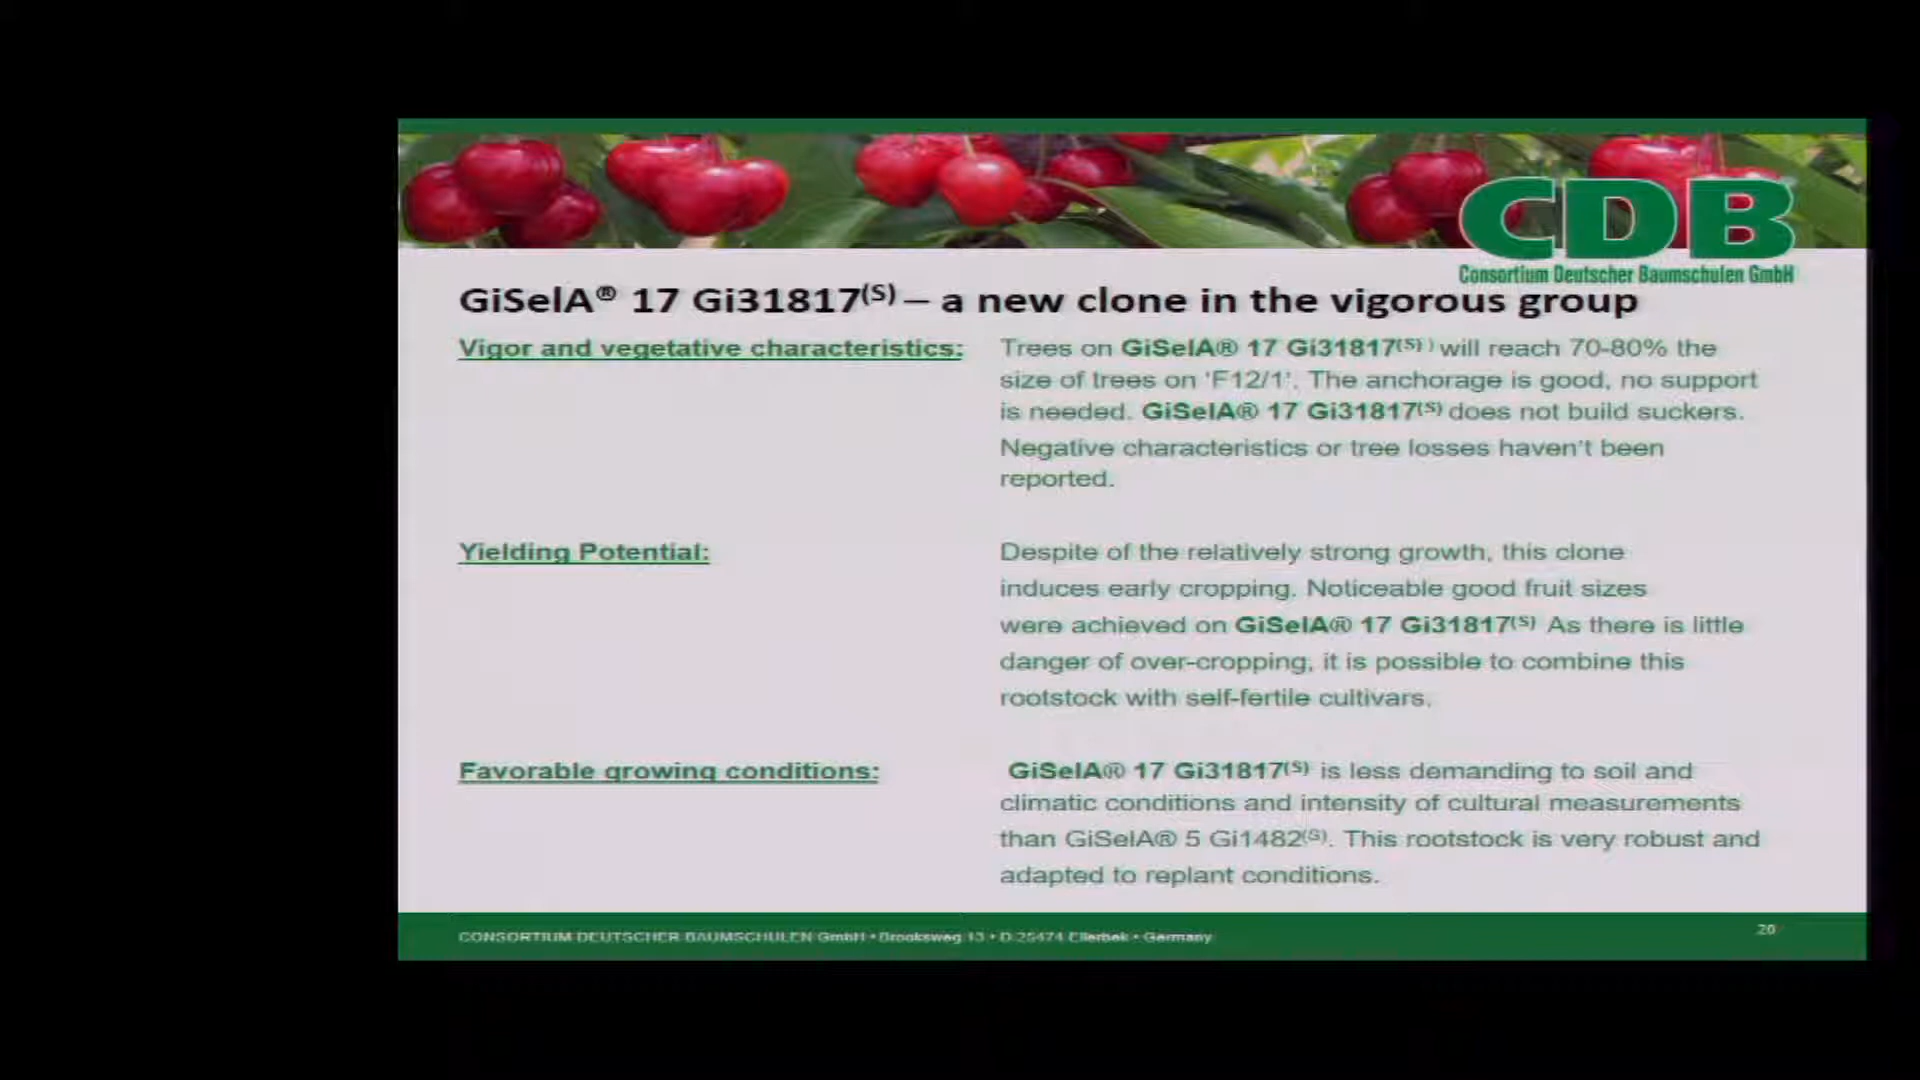 CDB
Consortium Deutscher Baumschulen GmbH
GiSelA® 17 Gi31817(S) – a new clone in the vigorous group
Vigor and vegetative characteristics:
Trees on GiSelA® 17 Gi31817(S) ) will reach 70-80% the
size of trees on 'F12/1'. The anchorage is good, no support
is needed. GiSelA® 17 Gi31817(S) does not build suckers.
Negative characteristics or tree losses haven't been
reported.
Yielding Potential:
Despite of the relatively strong growth, this clone
induces early cropping. Noticeable good fruit sizes
were achieved on GiSelA® 17 Gi31817(S) As there is little
danger of over-cropping, it is possible to combine this
rootstock with self-fertile cultivars.
Favorable growing conditions:
GiSelA® 17 Gi31817(S) is less demanding to soil and
climatic conditions and intensity of cultural measurements
than GiSelA® 5 Gi1482(S). This rootstock is very robust and
adapted to replant conditions.
CONSORTIUM DEUTSCHER BAUMSCHULEN GmbH • Brooksweg 13 • D-25474 Ellerbek • Germany
20